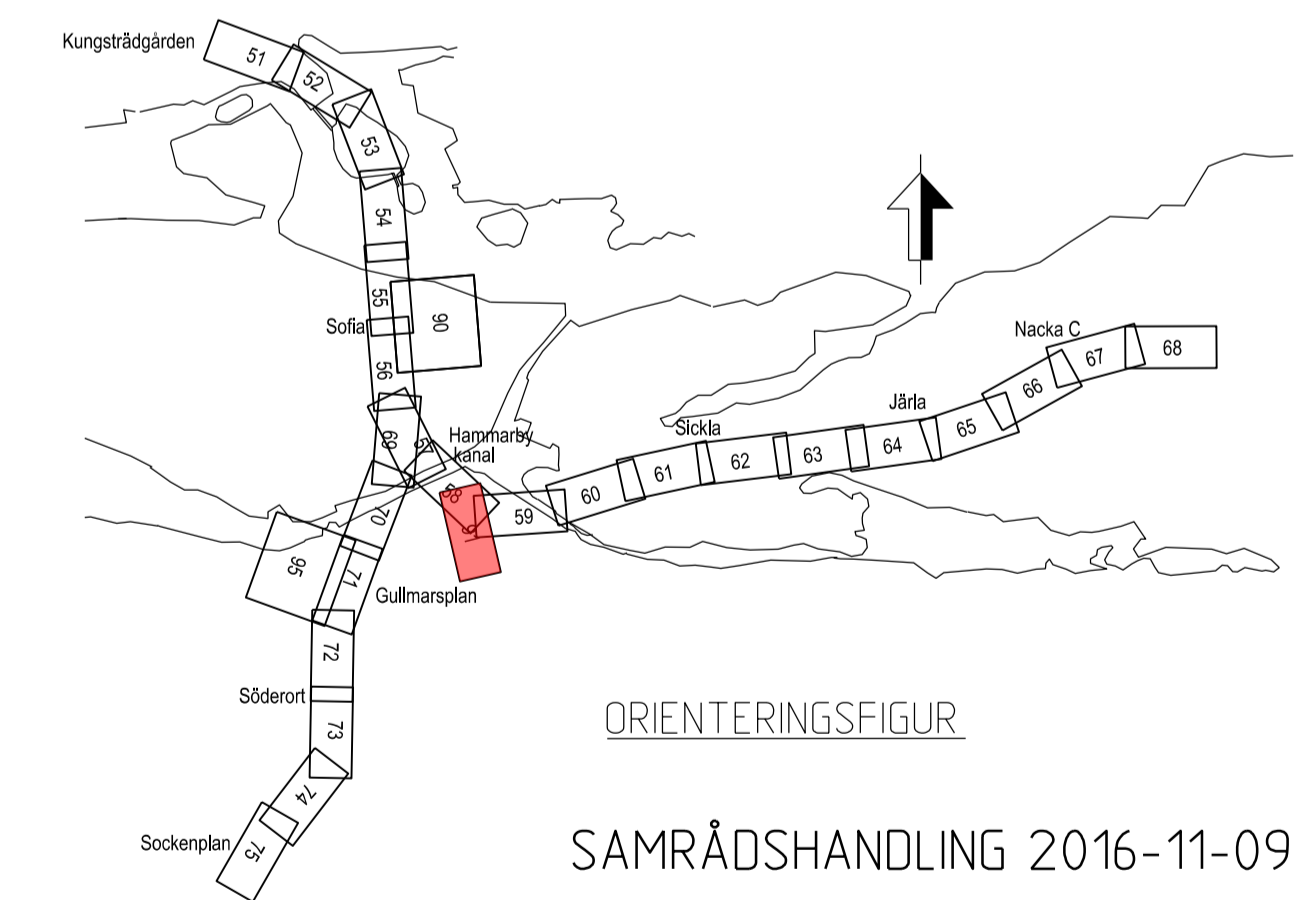 Kungsträdgården
51
52
53
54
55
Sofia
90
56
Nacka C
67
68
66
Järla
65
64
Sickla
63
62
61
60
69
57
Hammarby
kanal
58
59
91
70
95
71
Gullmarsplan
72
Söderort
73
ORIENTERINGSFIGUR
74
Sockenplan
75
SAMRÅDSHANDLING 2016-11-09